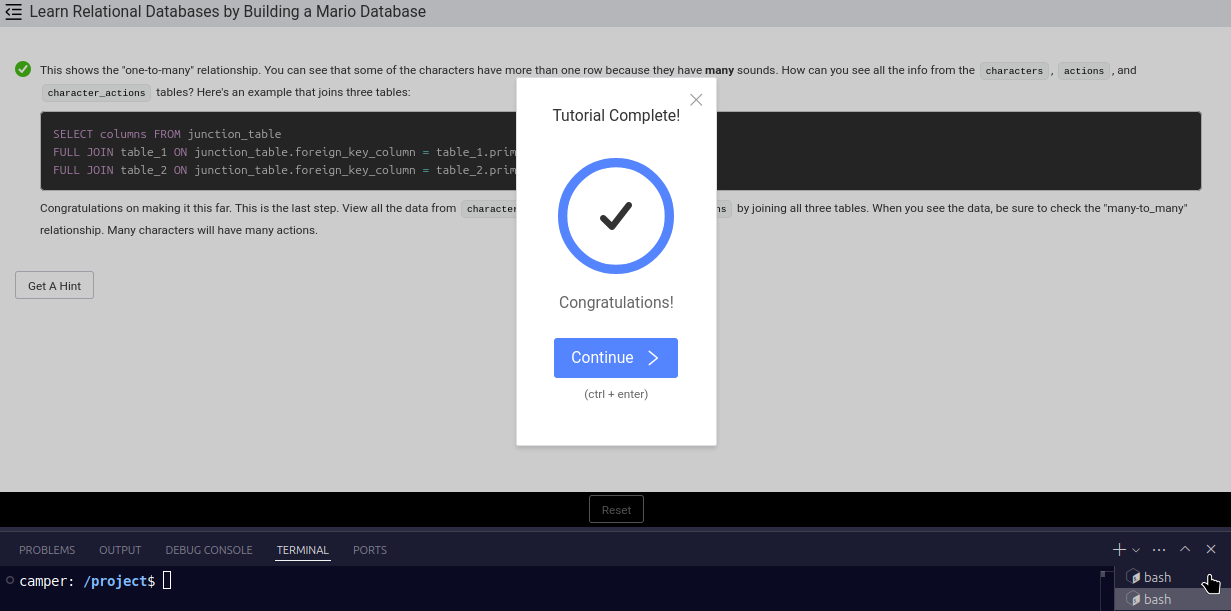 Learn Relational Databases by Building a Mario Database
This shows the "one-to-many" relationship. You can see that some of the characters have more than one row because they have many sounds. How can you see all the info from the characters , actions , and
character_actions tables? Here's an example that joins three tables:
SELECT columns FROM junction_table
FULL JOIN table_1 ON junction_table.foreign_key_column = table_1.prim
FULL JOIN table_2 ON junction_table.foreign_key_column = table_2.prim
Congratulations on making it this far. This is the last step. View all the data from character ns by joining all three tables. When you see the data, be sure to check the "many-to_many"
relationship. Many characters will have many actions.
Get A Hint
Tutorial Complete!
Congratulations!
Continue
(ctrl + enter)
Reset
PROBLEMS OUTPUT DEBUG CONSOLE TERMINAL PORTS
camper: /project$
bash
bash